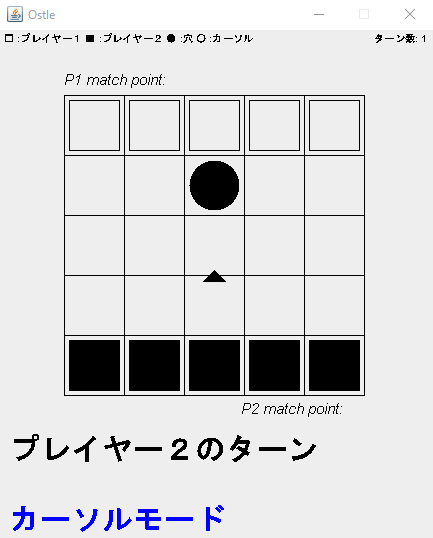 Ostle
□:プレイヤー1 ■:プレイヤー2 ●:穴 ○:カーソル ターン数: 1
P1 match point:
P2 match point:
プレイヤー2のターン
カーソルモード